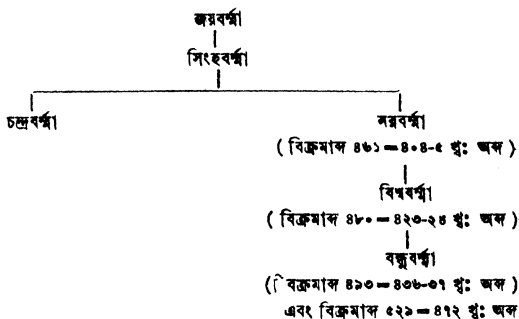 জয়বর্ম্মা
সিংহবর্ম্মা
চন্দ্রবর্ম্মা নরবর্ম্মা
( বিক্রমাব্দ ৪৬১=৪০৪-৫ খৃঃ অব্দ )
বিশ্ববর্ম্মা
( বিক্রমাব্দ ৪৮০=৪২৩-২৪ খৃঃ অব্দ )
বন্ধুবর্ম্মা
( বিক্রমাব্দ ৪৯৩=৪৩৬-৩৭ খৃঃ অব্দ )
এবং বিক্রমাব্দ ৫২৯=৪৭২ খৃঃ অব্দ